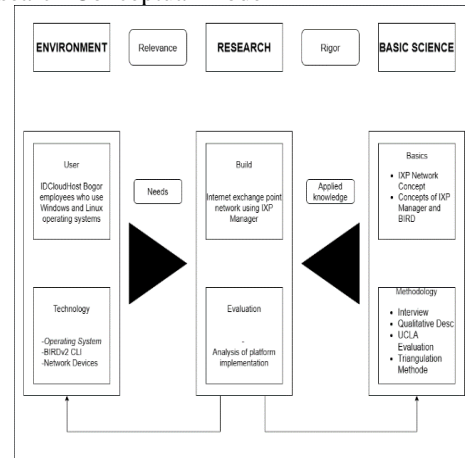 ENVIRONMENT
Relevance
RESEARCH
Rigor
BASIC SCIENCE
User
IDCloudHost Bogor
employees who use
Windows and Linux
operating systems
Technology
-Operating System
-BIRDv2 CLI
-Network Devices
Needs
Build
Internet exchange point
network using IXP
Manager
Evaluation
-
Analysis of platform
implementation
Applied
knowledge
Basics
• IXP Network
Concept
• Concepts of IXP
Manager and
BIRD
Methodology
• Interview
• Qualitative Desc
• UCLA
Evaluation
• Triangulation
Methode